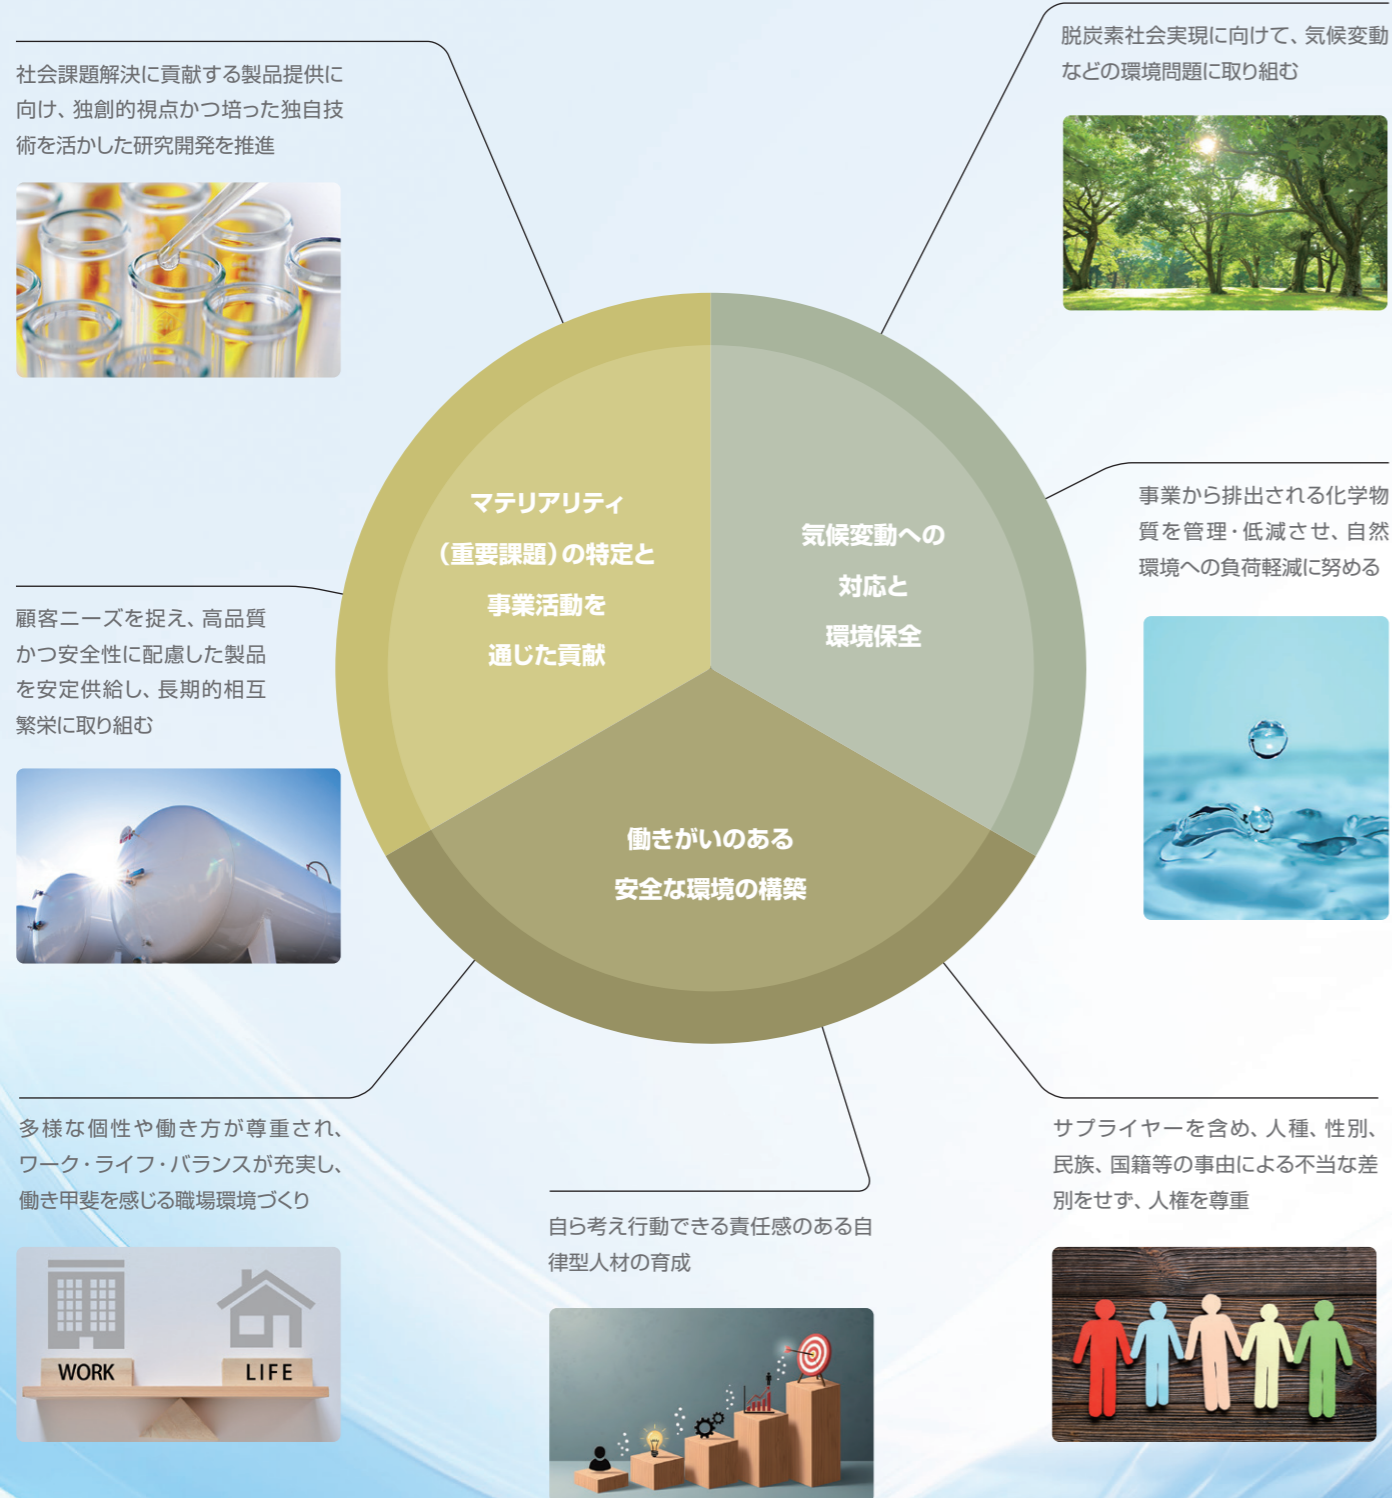 社会課題解決に貢献する製品提供に
向け、独創的視点かつ培った独自技
術を活かした研究開発を推進
脱炭素社会実現に向けて、気候変動
などの環境問題に取り組む
マテリアリティ
（重要課題）の特定と
事業活動を
通じた貢献
気候変動への
対応と
環境保全
事業から排出される化学物
質を管理・低減させ、自然
環境への負荷軽減に努める
顧客ニーズを捉え、高品質
かつ安全性に配慮した製品
を安定供給し、長期的相互
繁栄に取り組む
働きがいのある
安全な環境の構築
多様な個性や働き方が尊重され、
ワーク・ライフ・バランスが充実し、
働き甲斐を感じる職場環境づくり
WORK
LIFE
自ら考え行動できる責任感のある自
律型人材の育成
サプライヤーを含め、人種、性別、
民族、国籍等の事由による不当な差
別をせず、人権を尊重